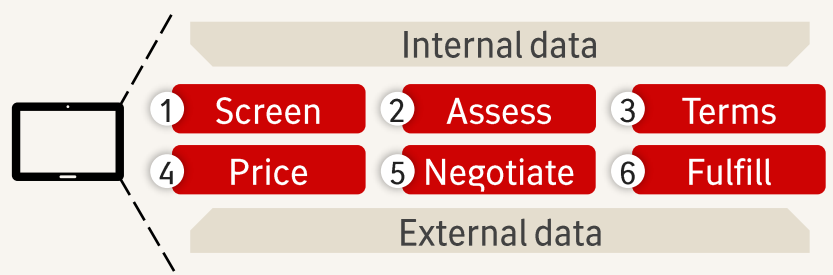 Internal data
1 Screen 2 Assess 3 Terms
4 Price 5 Negotiate 6 Fulfill
External data